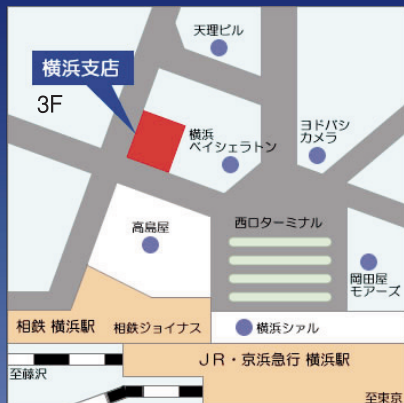 天理ビル
横浜支店
3F
横浜
ベイシェラトン
ヨドバシ
カメラ
高島屋
西口ターミナル
岡田屋
モアーズ
相鉄 横浜駅
相鉄ジョイナス
横浜シァル
JR・京浜急行 横浜駅
至藤沢
至東京